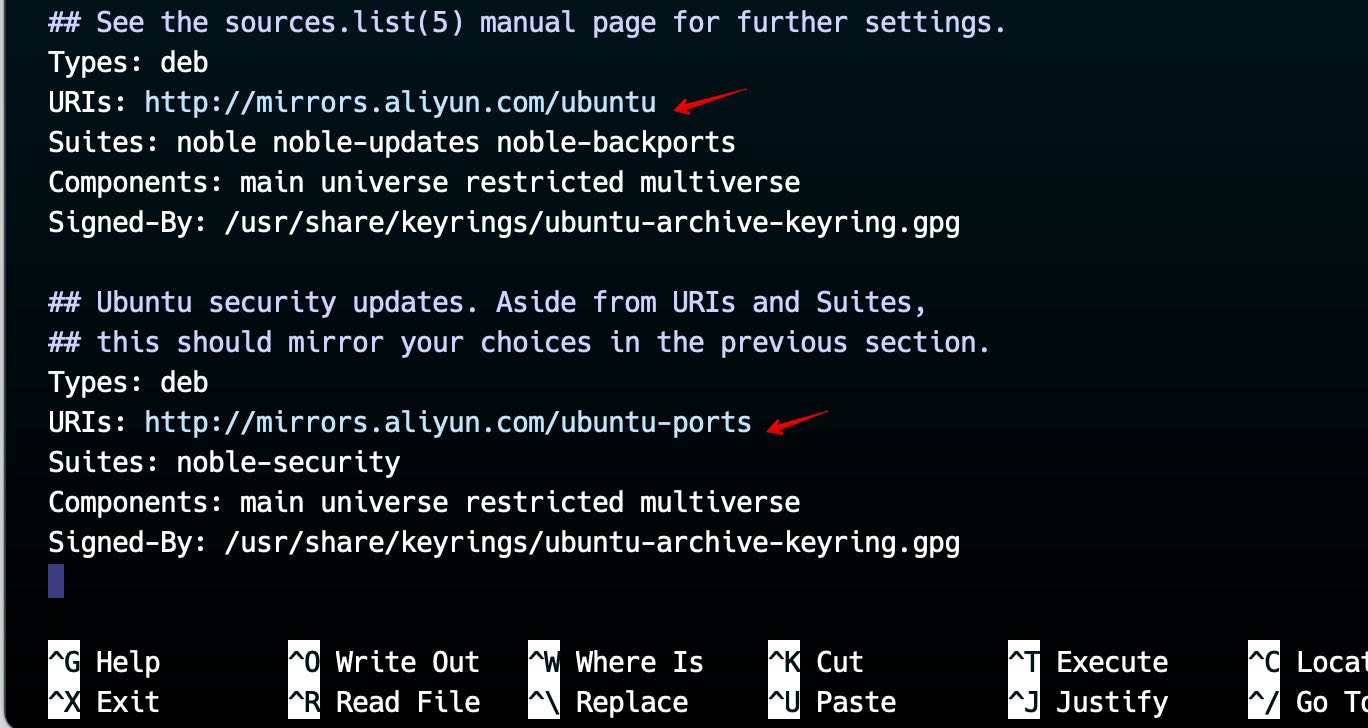 ## See the sources.list(5) manual page for further settings.
Types: deb
URIs: http://mirrors.aliyun.com/ubuntu
Suites: noble noble-updates noble-backports
Components: main universe restricted multiverse
Signed-By: /usr/share/keyrings/ubuntu-archive-keyring.gpg
## Ubuntu security updates. Aside from URIs and Suites,
## this should mirror your choices in the previous section.
Types: deb
URIs: http://mirrors.aliyun.com/ubuntu-ports
Suites: noble-security
Components: main universe restricted multiverse
Signed-By: /usr/share/keyrings/ubuntu-archive-keyring.gpg
^G Help ^O Write Out ^W Where Is ^K Cut ^T Execute ^C Locat
^X Exit ^R Read File ^\ Replace ^U Paste ^J Justify ^/ Go To